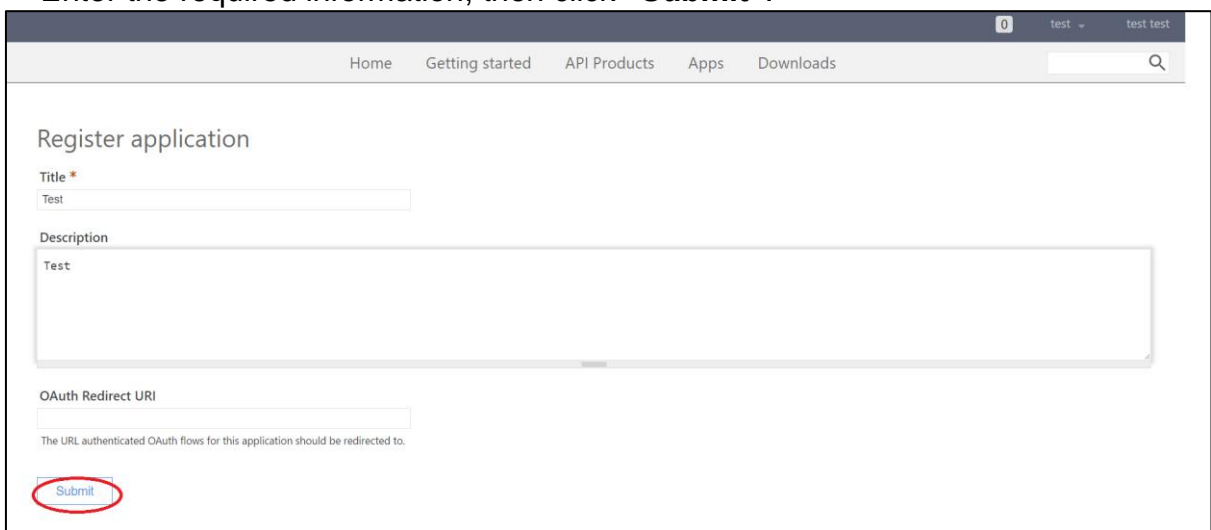 Enter the required information, then click "Submit".
0 test test test
Home Getting started API Products Apps Downloads
Register application
Title *
Test
Description
Test
OAuth Redirect URI
The URL authenticated OAuth flows for this application should be redirected to.
Submit